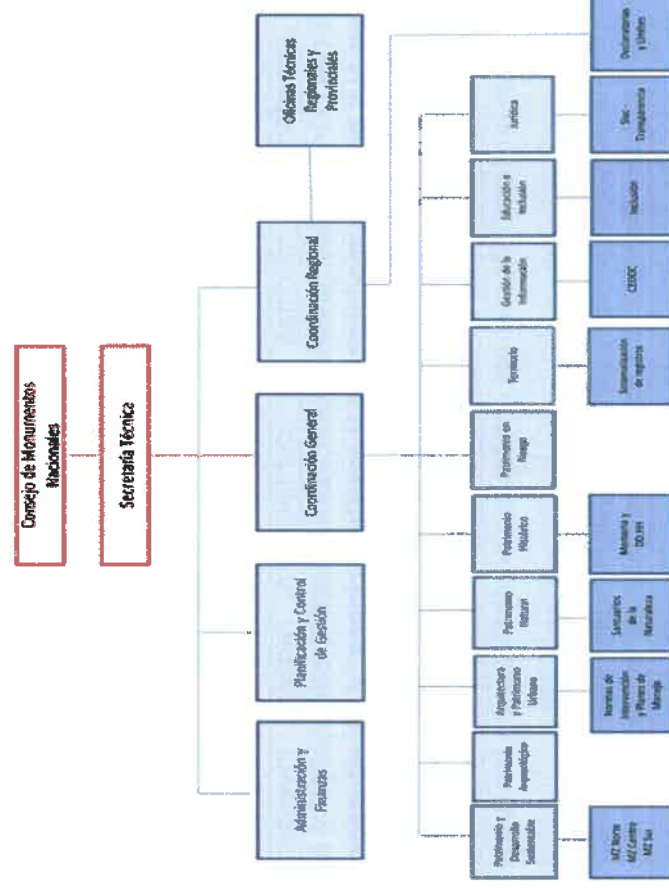 Consejo de Monumentos
Nacionales
Secretaría Técnica
Administración y
Finanzas
Planificación y Control
de Gestión
Coordinación General
Coordinación Regional
Oficinas Técnicas
Regionales y
Provinciales
Patrimonio y
Desarrollo
Sustentable
Patrimonio
Arqueológico
Arquitectura
y Patrimonio
Urbano
Patrimonio
Natural
Patrimonio
Histórico
Patrimonio en
Riesgo
Territorio
Gestión de la
Información
Educación e
Inclusión
Jurídica
MZ Norte
MZ Centro
MZ Sur
Normas de
Intervención
y Planes de
Manejo
Santuarios
de la
Naturaleza
Memoria y
DD.HH
Sistematización
de registros
CEDOC
Inclusión
Siac -
Transparencia
Declaratorias
y Límites